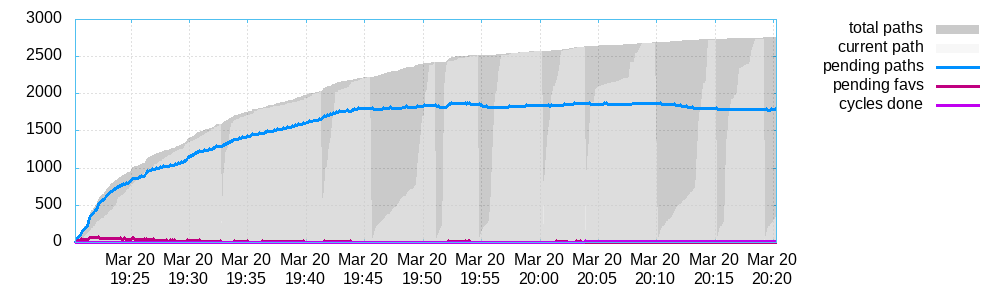 3000
2500
2000
1500
1000
500
0
total paths
current path
pending paths
pending favs
cycles done
Mar 20 Mar 20 Mar 20 Mar 20 Mar 20 Mar 20 Mar 20 Mar 20 Mar 20 Mar 20 Mar 20 Mar 20
19:25 19:30 19:35 19:40 19:45 19:50 19:55 20:00 20:05 20:10 20:15 20:20